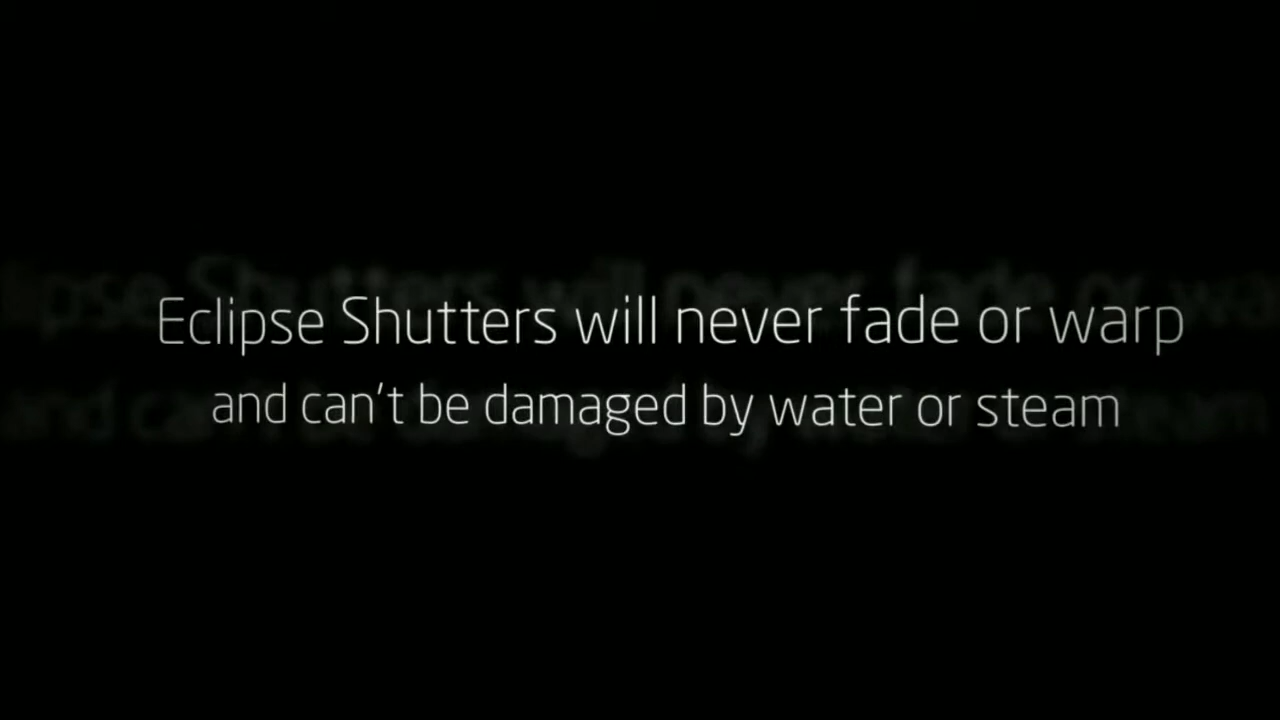 Eclipse Shutters will never fade or warp
and can't be damaged by water or steam